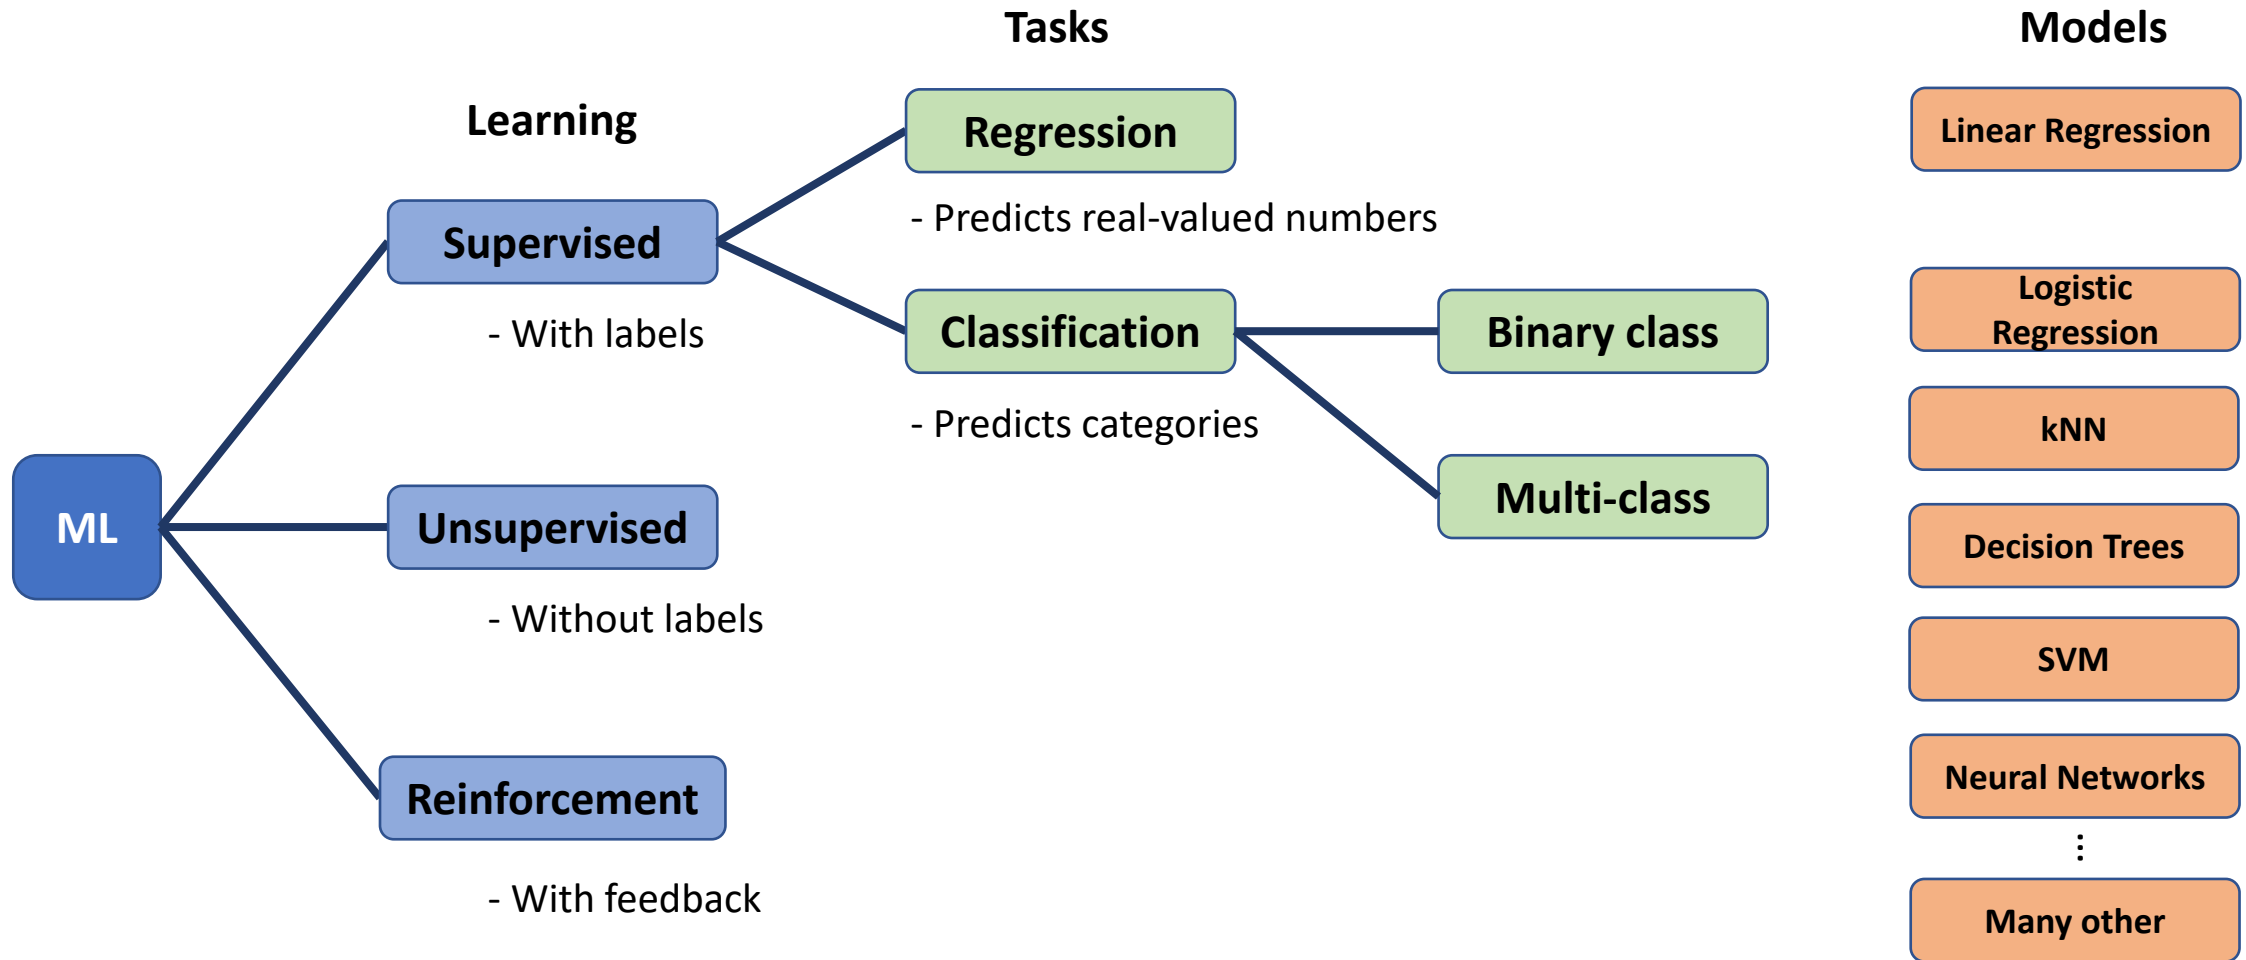 Tasks
Models
Learning
Regression
Linear Regression
- Predicts real-valued numbers
Supervised
- With labels
Classification
Binary class
Logistic
Regression
- Predicts categories
kNN
ML
Unsupervised
Multi-class
Decision Trees
- Without labels
SVM
Reinforcement
Neural Networks
⋮
- With feedback
Many other